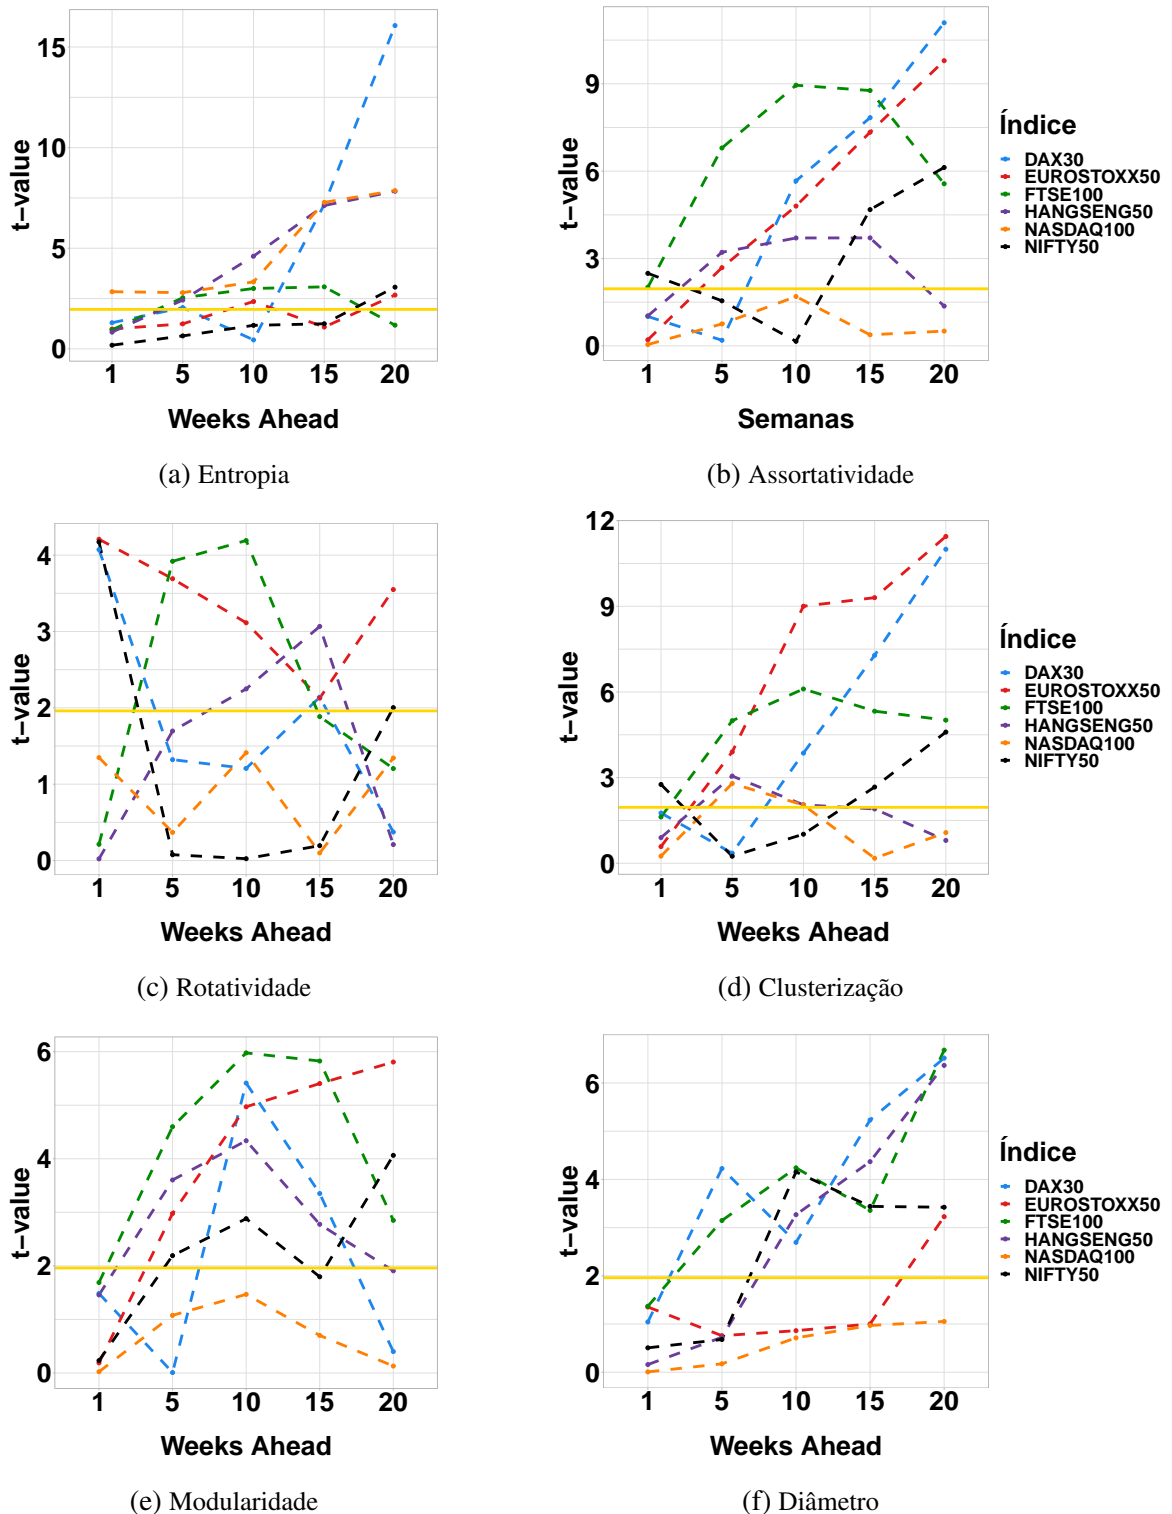 15
10
5
0
t-value
1 5 10 15 20
Weeks Ahead
(a) Entropia
9
6
3
0
t-value
1 5 10 15 20
Semanas
(b) Assortatividade
Índice
DAX30
EUROSTOXX50
FTSE100
HANGSENG50
NASDAQ100
NIFTY50
4
3
2
1
0
t-value
1 5 10 15 20
Weeks Ahead
(c) Rotatividade
12
9
6
3
0
t-value
1 5 10 15 20
Weeks Ahead
(d) Clusterização
Índice
DAX30
EUROSTOXX50
FTSE100
HANGSENG50
NASDAQ100
NIFTY50
6
4
2
0
t-value
1 5 10 15 20
Weeks Ahead
(e) Modularidade
6
4
2
0
t-value
1 5 10 15 20
Weeks Ahead
(f) Diâmetro
Índice
DAX30
EUROSTOXX50
FTSE100
HANGSENG50
NASDAQ100
NIFTY50